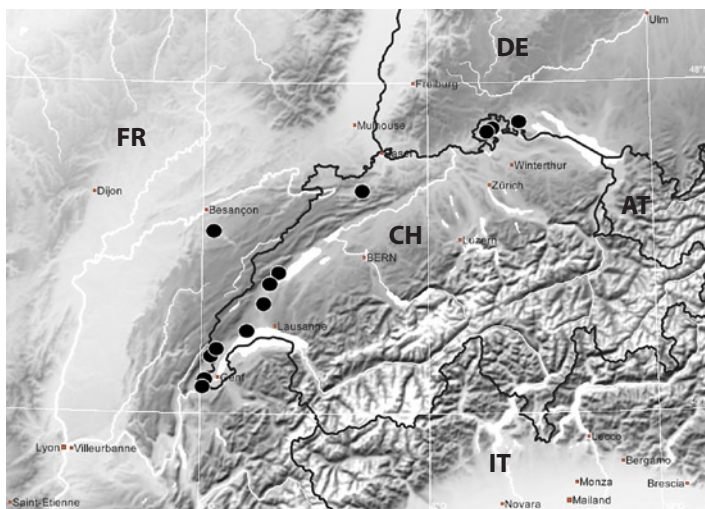 Ulm
DE
Freiburg
FR
Mulhouse
Basel
Winterthur
Dijon
Zürich
Besançon
AT
CH
Luzern
BERN
Lausanne
Genf
Lyon
Villeurbanne
Lecco
IT
Bergamo
Monza
Brescia
Saint-Etienne
Novara
Mailand